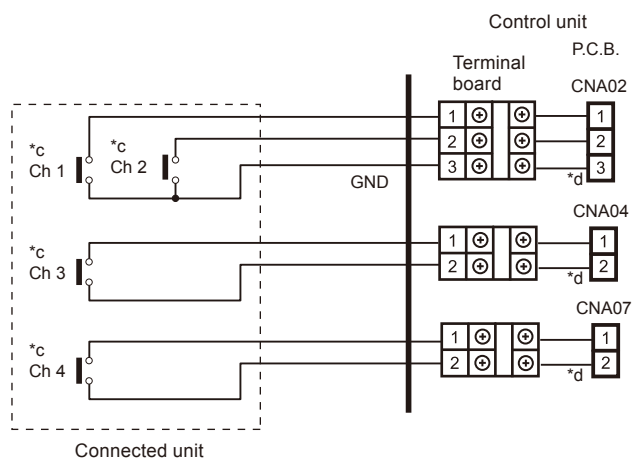 Control unit
P.C.B.
Terminal
board
CNA02
1
1
*c
Ch 1
*c
Ch 2
2
2
3
*d
3
GND
CNA04
1
1
*c
Ch 3
2
*d
2
CNA07
1
1
*c
Ch 4
2
*d
2
Connected unit